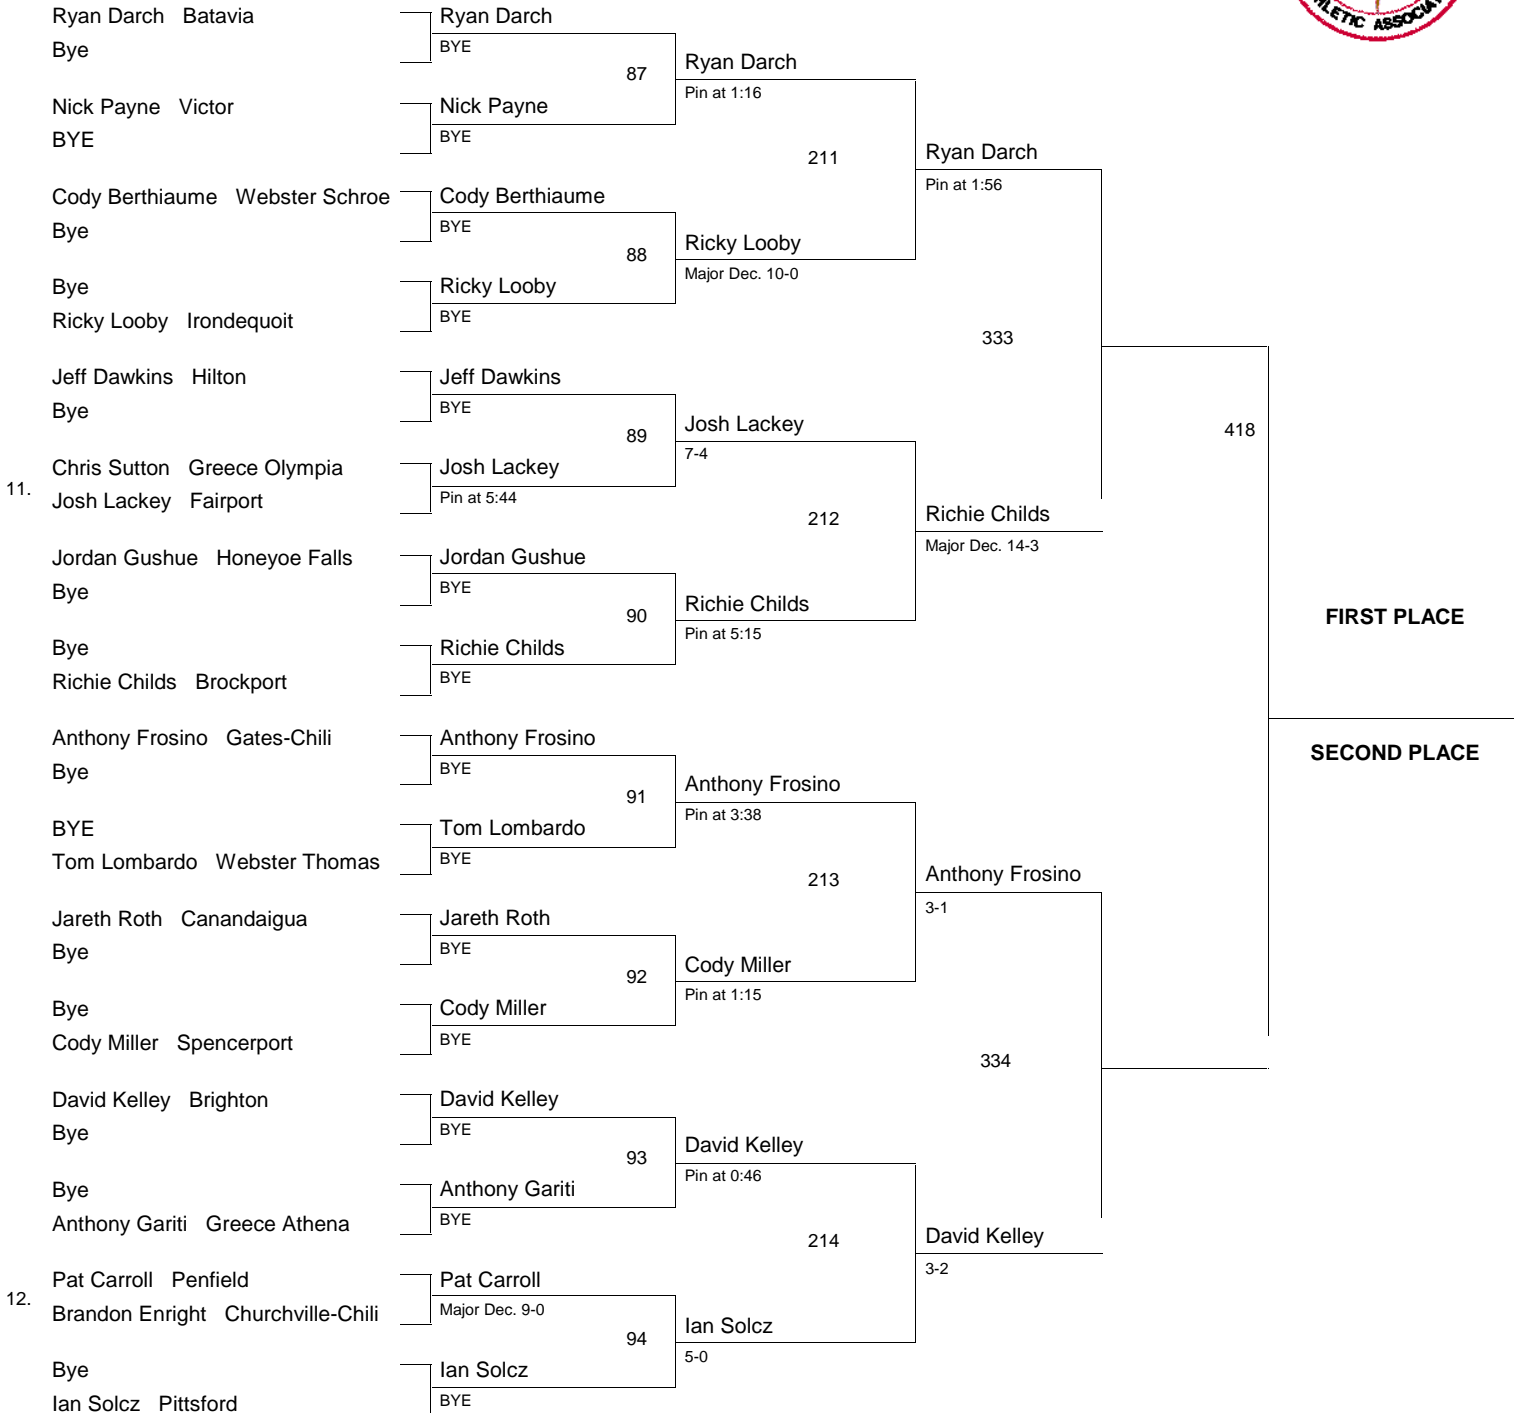 Ryan Darch Batavia
Bye
Nick Payne Victor
BYE
Cody Berthiaume Webster Schroe
Bye
Bye
Ricky Looby Irondequoit
Jeff Dawkins Hilton
Bye
11.
Chris Sutton Greece Olympia
Josh Lackey Fairport
Jordan Gushue Honeyoe Falls
Bye
Bye
Richie Childs Brockport
Anthony Frosino Gates-Chili
Bye
BYE
Tom Lombardo Webster Thomas
Jareth Roth Canandaigua
Bye
Bye
Cody Miller Spencerport
David Kelley Brighton
Bye
Bye
Anthony Gariti Greece Athena
12.
Pat Carroll Penfield
Brandon Enright Churchville-Chili
Bye
Ian Solcz Pittsford
Ryan Darch
BYE
87
Nick Payne
BYE
Cody Berthiaume
BYE
88
Ricky Looby
BYE
Jeff Dawkins
BYE
89
Josh Lackey
Pin at 5:44
Jordan Gushue
BYE
90
Richie Childs
BYE
Anthony Frosino
BYE
91
Tom Lombardo
BYE
Jareth Roth
BYE
92
Cody Miller
BYE
David Kelley
BYE
93
Anthony Gariti
BYE
Pat Carroll
Major Dec. 9-0
94
Ian Solcz
BYE
Ryan Darch
Pin at 1:16
211
Ricky Looby
Major Dec. 10-0
Josh Lackey
7-4
212
Richie Childs
Pin at 5:15
Anthony Frosino
Pin at 3:38
213
Cody Miller
Pin at 1:15
David Kelley
Pin at 0:46
214
Ian Solcz
5-0
Ryan Darch
Pin at 1:56
333
Richie Childs
Major Dec. 14-3
Anthony Frosino
3-1
334
David Kelley
3-2
418
FIRST PLACE
SECOND PLACE